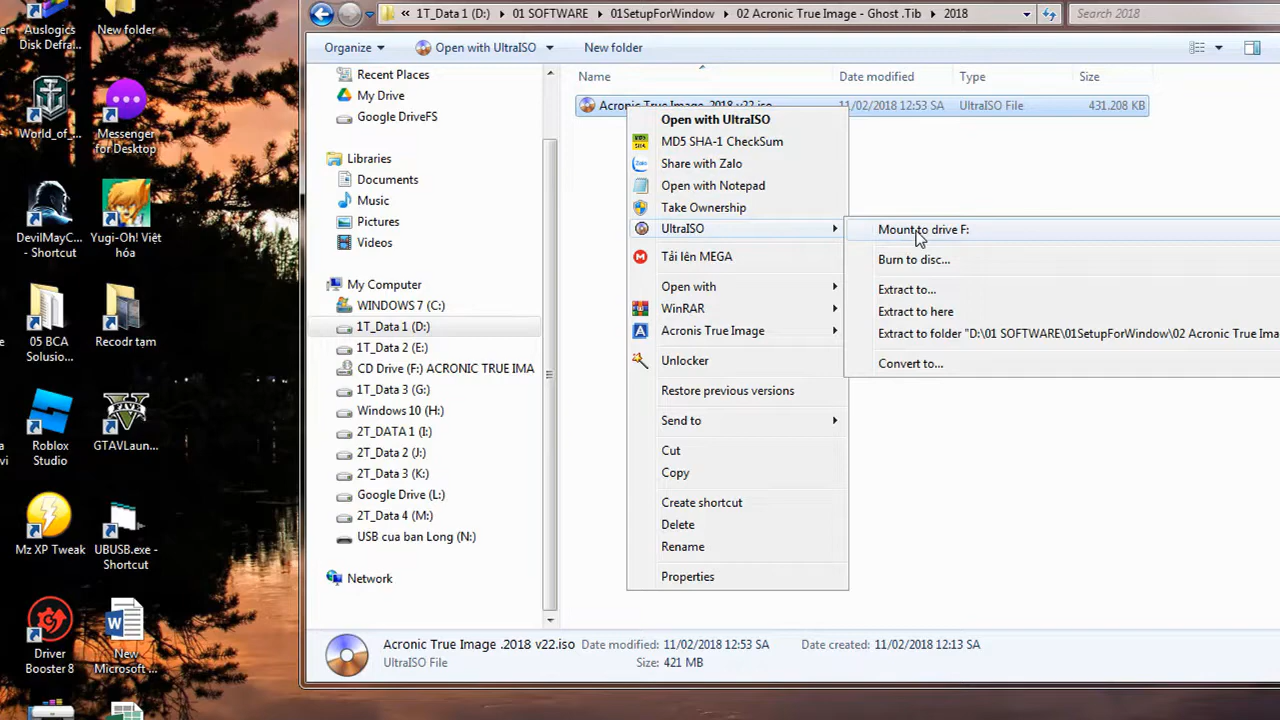 1T_Data 1 (D:) 01 SOFTWARE 01SetupForWindow 02 Acronic True Image - Ghost .Tib 2018
Search 2018
Organize Open with UltraISO New folder
Auslogics
Disk Defra...
New folder
World_of_...
Messenger
for Desktop
DevilMayC...
- Shortcut
Yugi-Oh! Việt
hóa
05 BCA
Solusio...
Recodr tạm
Roblox
Studio
GTAVLaun...
Mz XP Tweak
UBUSB.exe -
Shortcut
Driver
Booster 8
New
Microsoft ...
Recent Places
My Drive
Google DriveFS
Libraries
Documents
Music
Pictures
Videos
My Computer
WINDOWS 7 (C:)
1T_Data 1 (D:)
1T_Data 2 (E:)
CD Drive (F:) ACRONIC TRUE IMA
1T_Data 3 (G:)
Windows 10 (H:)
2T_DATA 1 (I:)
2T_Data 2 (J:)
2T_Data 3 (K:)
Google Drive (L:)
2T_Data 4 (M:)
USB cua ban Long (N:)
Network
Name Date modified Type Size
Acronic True Image .2018 v22.iso 11/02/2018 12:53 SA UltraISO File 431.208 KB
Open with UltraISO
MD5 SHA-1 CheckSum
Share with Zalo
Open with Notepad
Take Ownership
UltraISO
Tải lên MEGA
Open with
WinRAR
Acronis True Image
Unlocker
Restore previous versions
Send to
Cut
Copy
Create shortcut
Delete
Rename
Properties
Mount to drive F:
Burn to disc...
Extract to...
Extract to here
Extract to folder "D:\01 SOFTWARE\01SetupForWindow\02 Acronic True Ima
Convert to...
Acronic True Image .2018 v22.iso Date modified: 11/02/2018 12:53 SA Date created: 11/02/2018 12:13 SA
UltraISO File Size: 421 MB